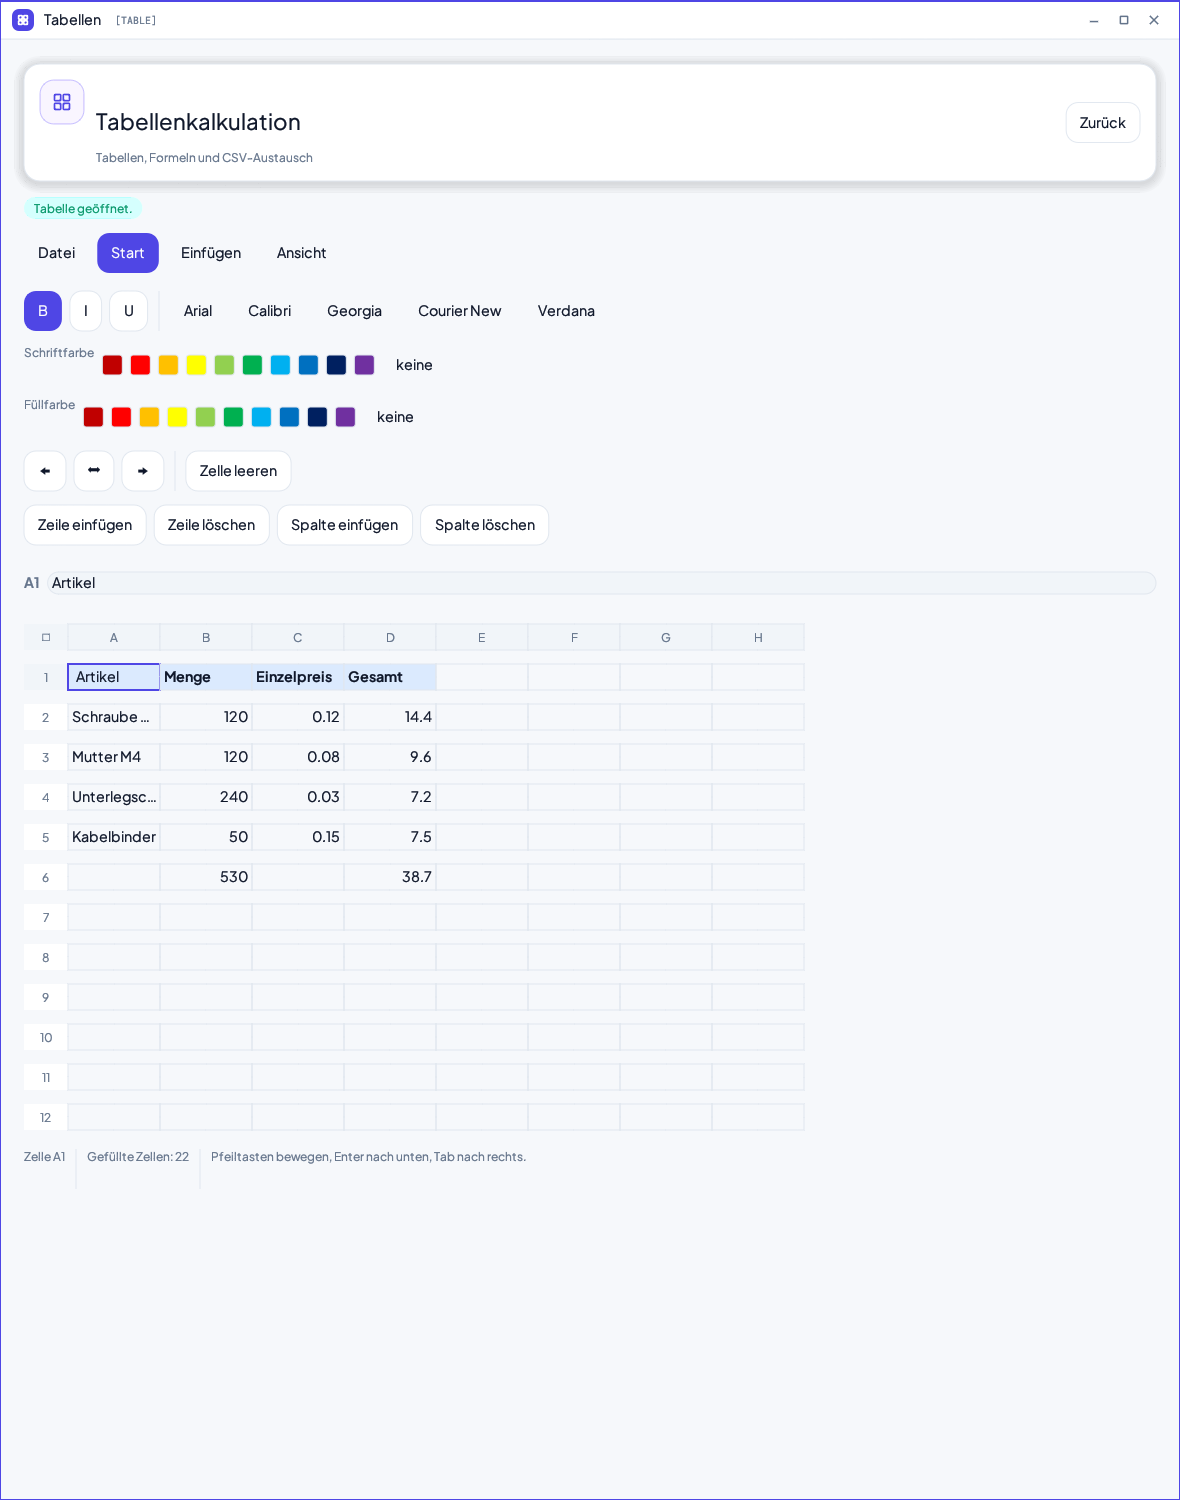 Tabellen [TABLE]
Tabellenkalkulation
Zurück
Tabellen, Formeln und CSV-Austausch
Tabelle geöffnet.
Datei Start Einfügen Ansicht
B I U Arial Calibri Georgia Courier New Verdana
Schriftfarbe keine
Füllfarbe keine
Zelle leeren
Zeile einfügen Zeile löschen Spalte einfügen Spalte löschen
A1 Artikel
A B C D E F G H
1 Artikel Menge Einzelpreis Gesamt
2 Schraube ... 120 0.12 14.4
3 Mutter M4 120 0.08 9.6
4 Unterlegsc... 240 0.03 7.2
5 Kabelbinder 50 0.15 7.5
6 530 38.7
7
8
9
10
11
12
Zelle A1 Gefüllte Zellen: 22 Pfeiltasten bewegen, Enter nach unten, Tab nach rechts.